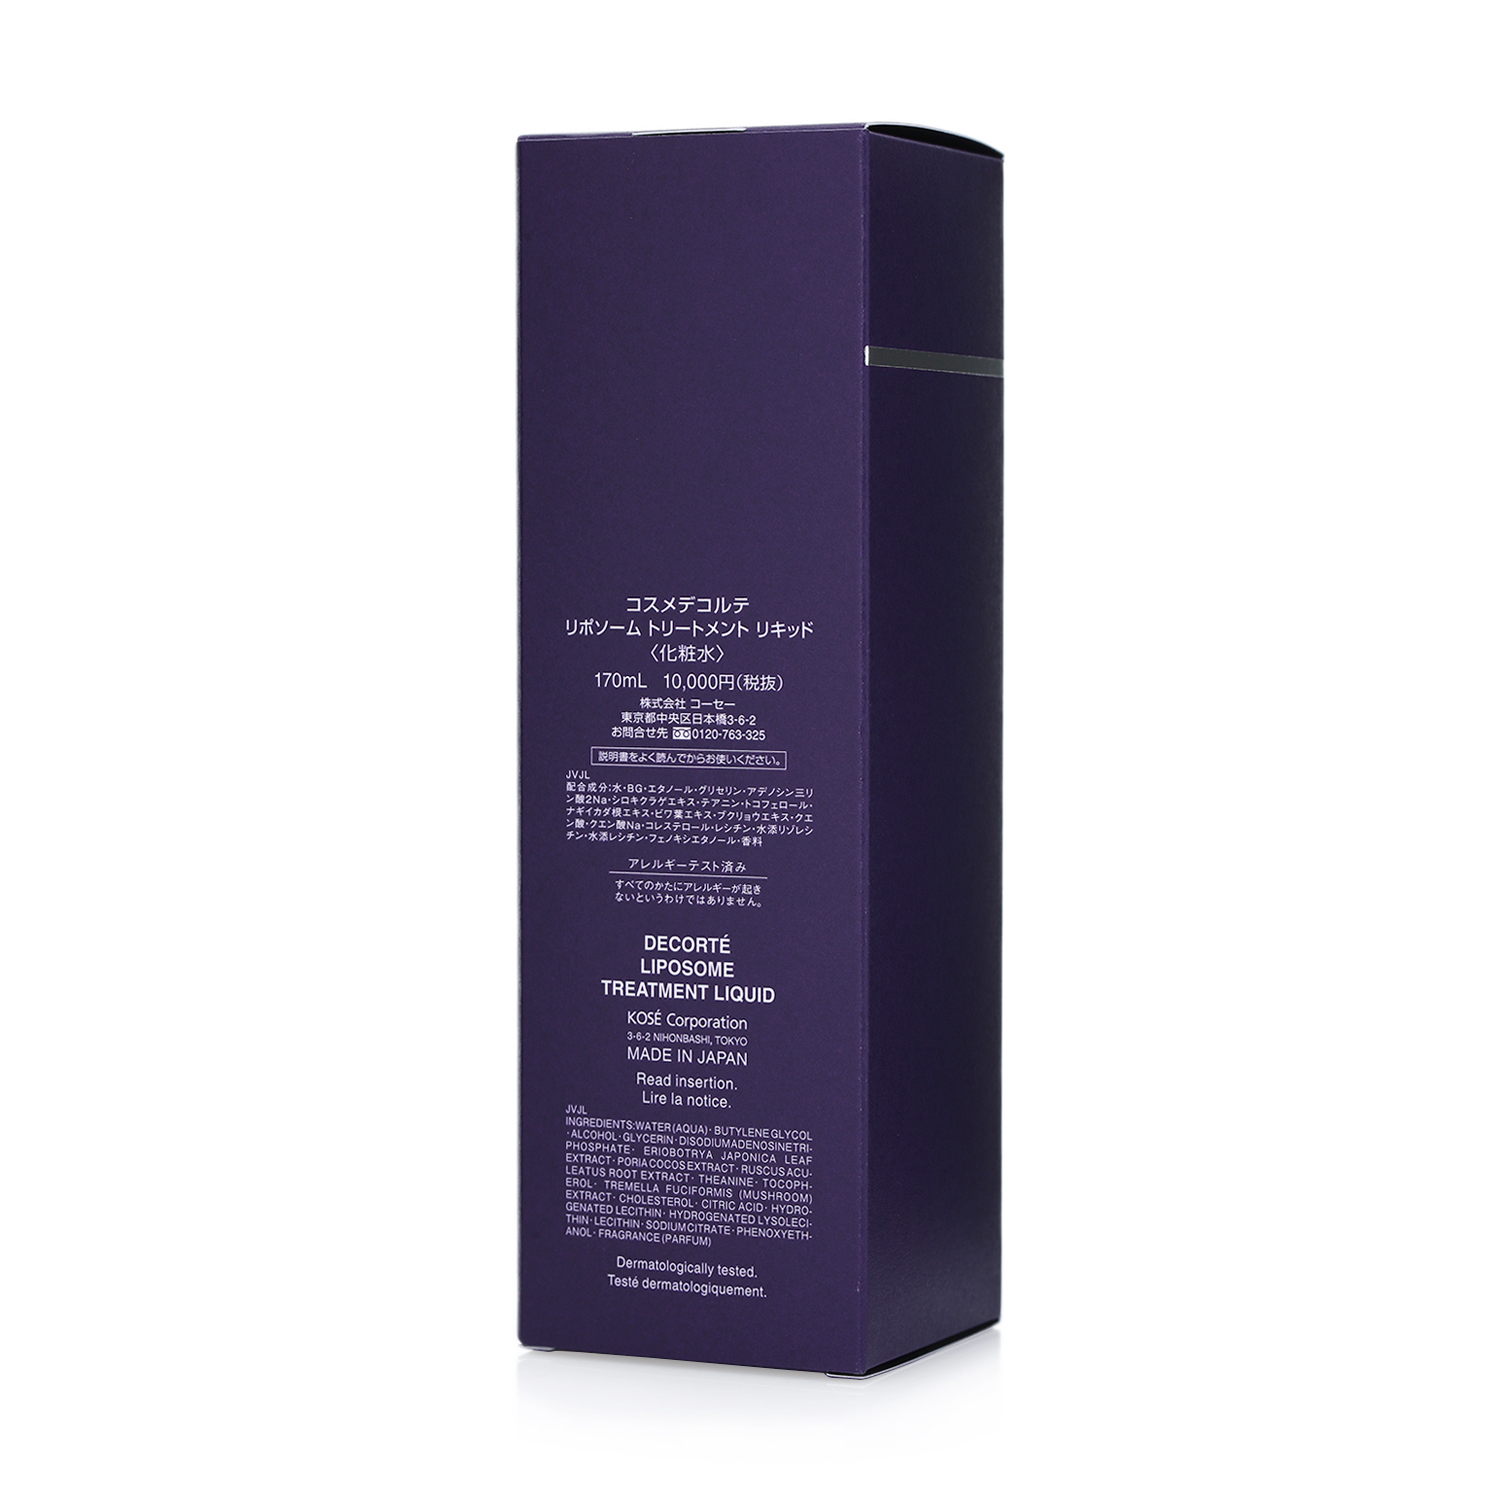 コスメデコルテ
リポソーム トリートメント リキッド
〈化粧水〉
170mL 10,000円(税抜)
株式会社 コーセー
東京都中央区日本橋3-6-2
お問合せ先 0120-763-325
説明書をよく読んでからお使いください。
JVJL
配合成分:水・BG・エタノール・グリセリン・アデノシン三リ
ン酸2Na・シロキクラゲエキス・テアニン・トコフェロール・
ナギイカダ根エキス・ビワ葉エキス・ブクリョウエキス・クエ
ン酸・クエン酸Na・コレステロール・レシチン・水添リゾレシ
チン・水添レシチン・フェノキシエタノール・香料
アレルギーテスト済み
すべてのかたにアレルギーが起き
ないというわけではありません。
DECORTÉ
LIPOSOME
TREATMENT LIQUID
KOSÉ Corporation
3-6-2 NIHONBASHI, TOKYO
MADE IN JAPAN
Read insertion.
Lire la notice.
JVJL
INGREDIENTS:WATER (AQUA)・BUTYLENE GLYCOL
・ALCOHOL・GLYCERIN・DISODIUM ADENOSINE TRI-
PHOSPHATE・ERIOBOTRYA JAPONICA LEAF
EXTRACT・PORIA COCOS EXTRACT・RUSCUS ACU-
LEATUS ROOT EXTRACT・THEANINE・TOCOPH-
EROL・TREMELLA FUCIFORMIS (MUSHROOM)
EXTRACT・CHOLESTEROL・CITRIC ACID・HYDRO-
GENATED LECITHIN・HYDROGENATED LYSOLECI-
THIN・LECITHIN・SODIUM CITRATE・PHENOXYETH-
ANOL・FRAGRANCE (PARFUM)
Dermatologically tested.
Testé dermatologiquement.